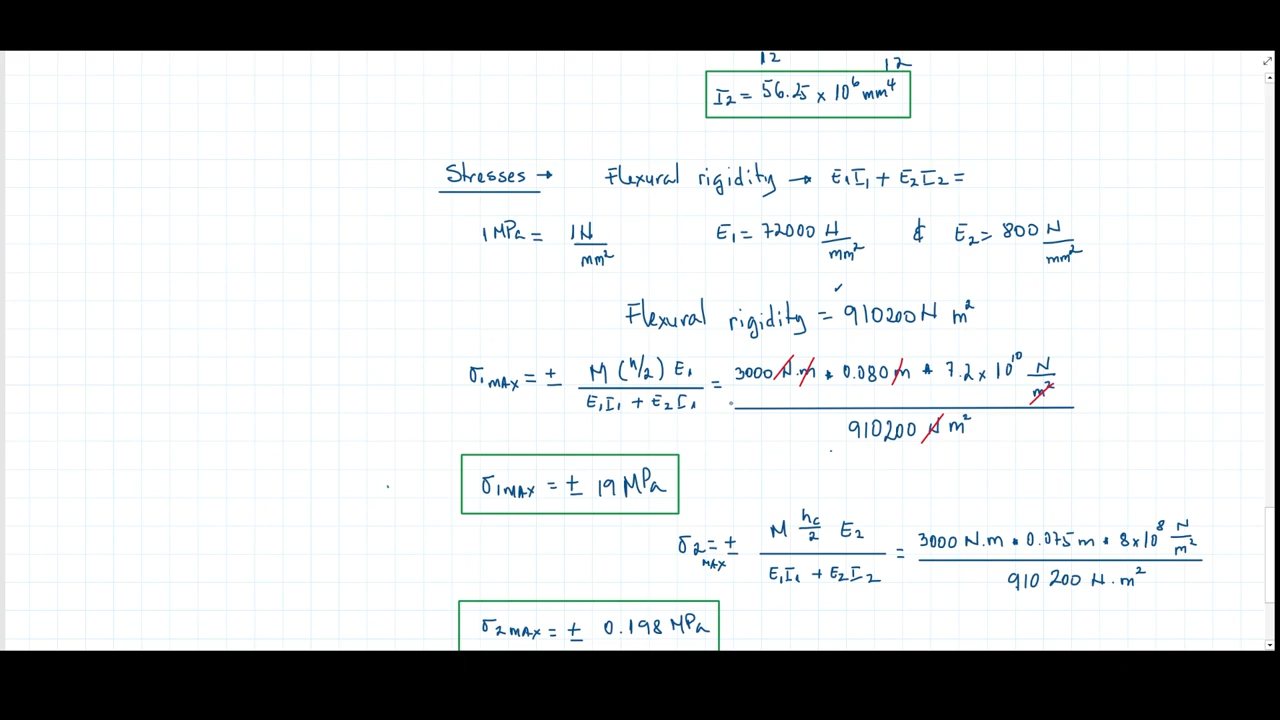 12 12
I2 = 56.25 x 10^6 mm^4
Stresses → Flexural rigidity → E1I1 + E2I2 =
1 MPa = 1N/mm^2 E1 = 72000 N/mm^2 & E2 = 800 N/mm^2
Flexural rigidity = 910200 N m^2
σ1MAX = ± M (h/2) E1 / E1I1 + E2I1 = 3000 N.m * 0.080 m * 7.2 x 10^10 N/m^2 / 910200 N m^2
σ1MAX = ± 19 MPa
σ2MAX = ± M hc/2 E2 / E1I1 + E2I2 = 3000 N.m * 0.075 m * 8x10^8 N/m^2 / 910 200 N.m^2
σ2MAX = ± 0.198 MPa